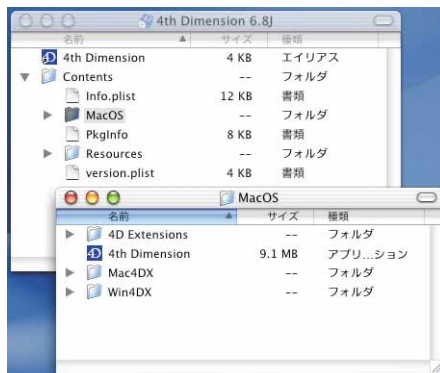 4th Dimension 6.8J
名前 サイズ 種類
4th Dimension 4 KB エイリアス
Contents -- フォルダ
Info.plist 12 KB 書類
MacOS -- フォルダ
PkgInfo 8 KB 書類
Resources -- フォルダ
version.plist 4 KB 書類
MacOS
名前 サイズ 種類
4D Extensions -- フォルダ
4th Dimension 9.1 MB アプリ...ション
Mac4DX -- フォルダ
Win4DX -- フォルダ